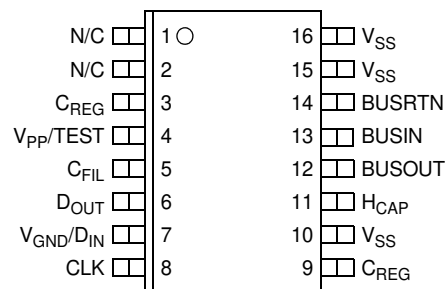 N/C 1 16 VSS
N/C 2 15 VSS
CREG 3 14 BUSRTN
VPP/TEST 4 13 BUSIN
CFIL 5 12 BUSOUT
DOUT 6 11 HCAP
VGND/DIN 7 10 VSS
CLK 8 9 CREG